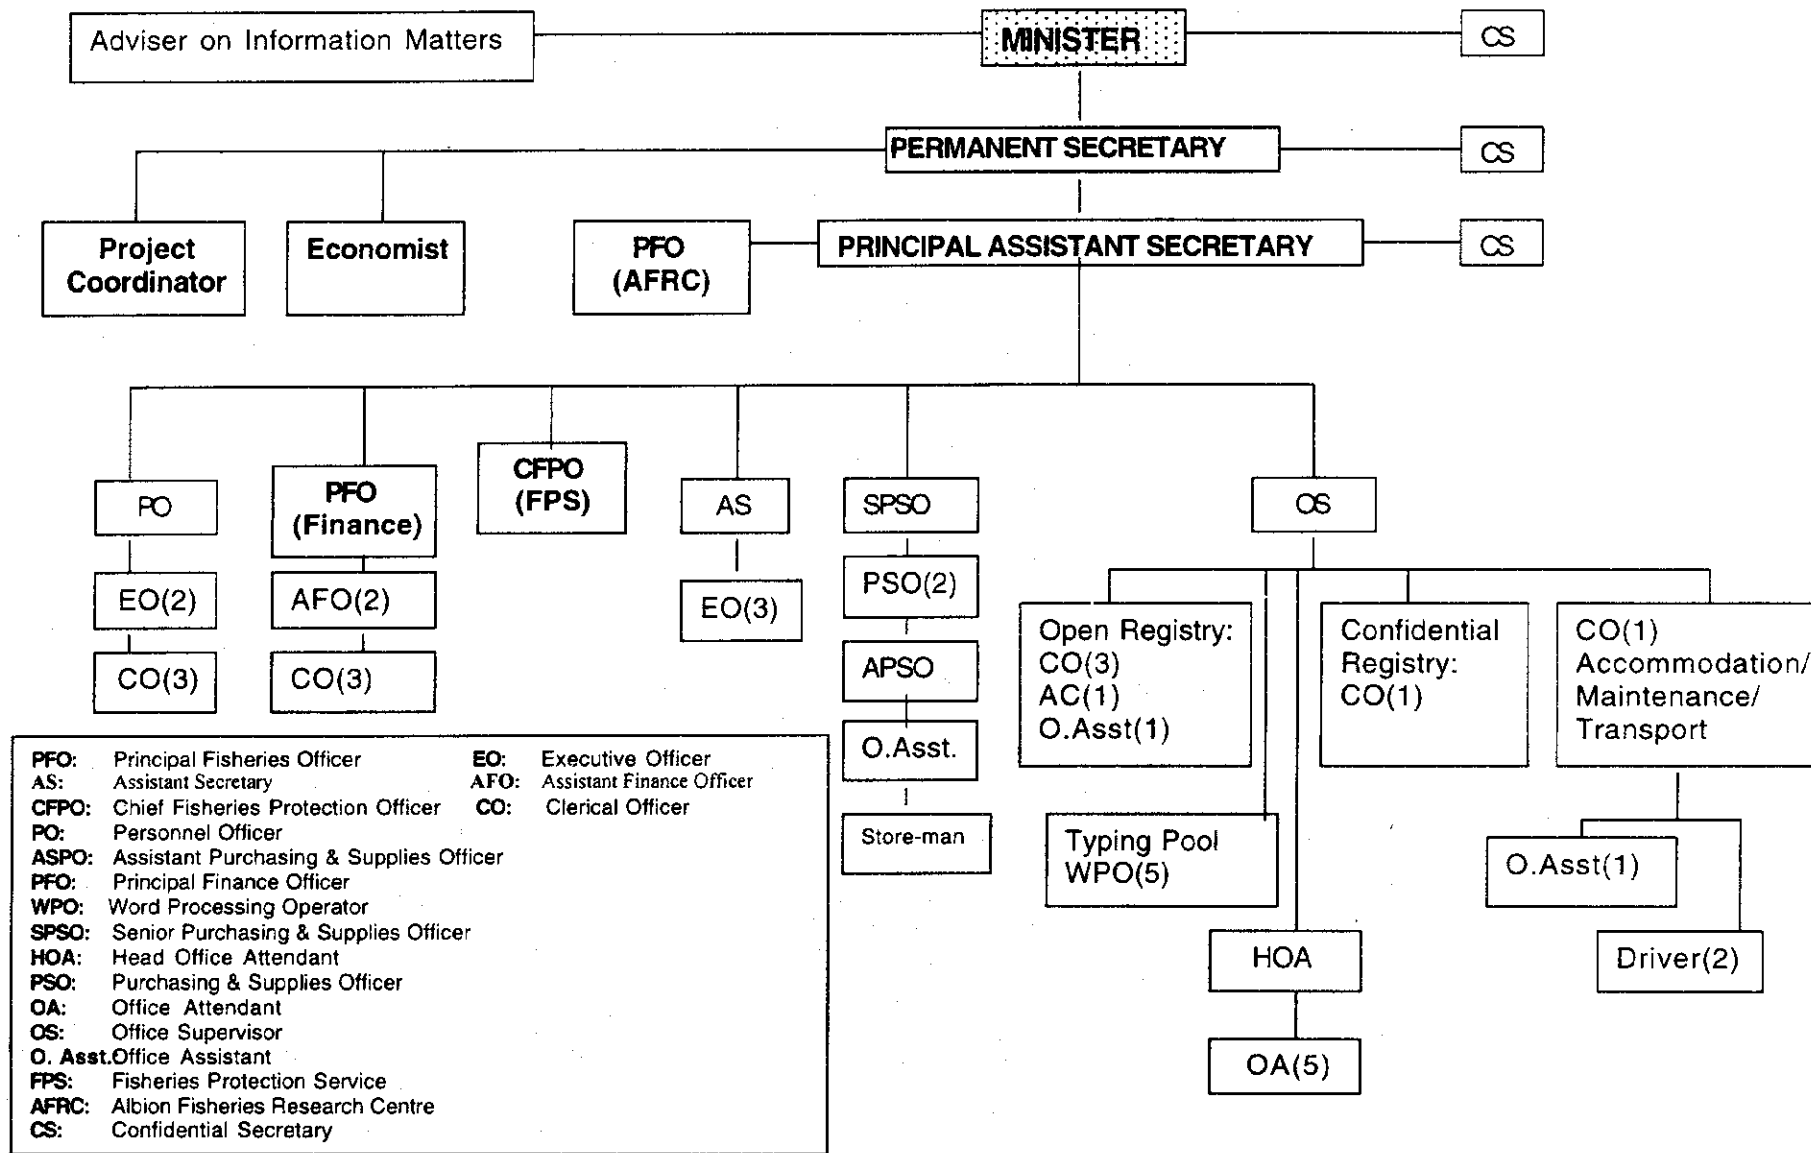 Adviser on Information Matters
MINISTER
CS
PERMANENT SECRETARY
CS
Project
Coordinator
Economist
PFO
(AFRC)
PRINCIPAL ASSISTANT SECRETARY
CS
PO
PFO
(Finance)
CFPO
(FPS)
AS
SPSO
OS
EO(2)
AFO(2)
EO(3)
PSO(2)
CO(3)
CO(3)
APSO
O.Asst.
Store-man
Open Registry:
CO(3)
AC(1)
O.Asst(1)
Confidential
Registry:
CO(1)
CO(1)
Accommodation/
Maintenance/
Transport
Typing Pool
WPO(5)
O.Asst(1)
HOA
Driver(2)
OA(5)
PFO: Principal Fisheries Officer EO: Executive Officer
AS: Assistant Secretary AFO: Assistant Finance Officer
CFPO: Chief Fisheries Protection Officer CO: Clerical Officer
PO: Personnel Officer
ASPO: Assistant Purchasing & Supplies Officer
PFO: Principal Finance Officer
WPO: Word Processing Operator
SPSO: Senior Purchasing & Supplies Officer
HOA: Head Office Attendant
PSO: Purchasing & Supplies Officer
OA: Office Attendant
OS: Office Supervisor
O. Asst. Office Assistant
FPS: Fisheries Protection Service
AFRC: Albion Fisheries Research Centre
CS: Confidential Secretary